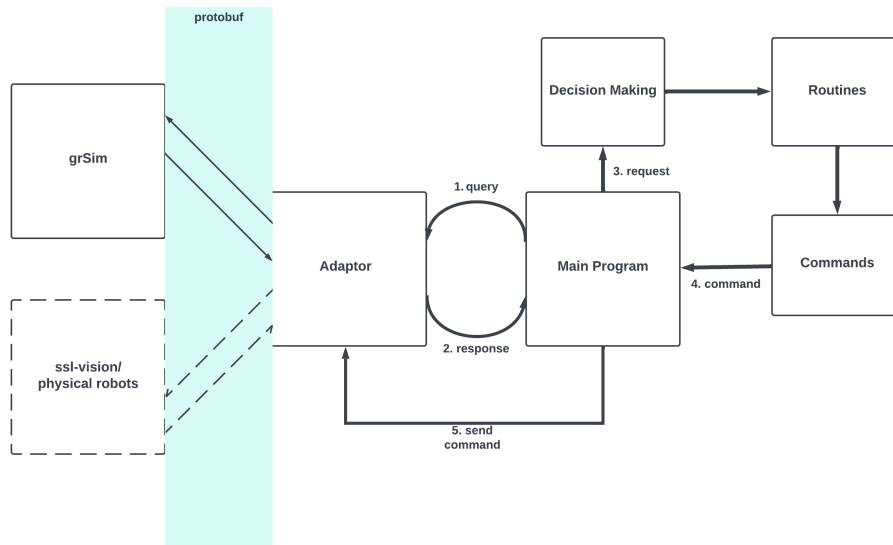 protobuf
grSim
ssl-vision/
physical robots
Adaptor
1. query
2. response
Main Program
3. request
Decision Making
Routines
Commands
4. command
5. send
command